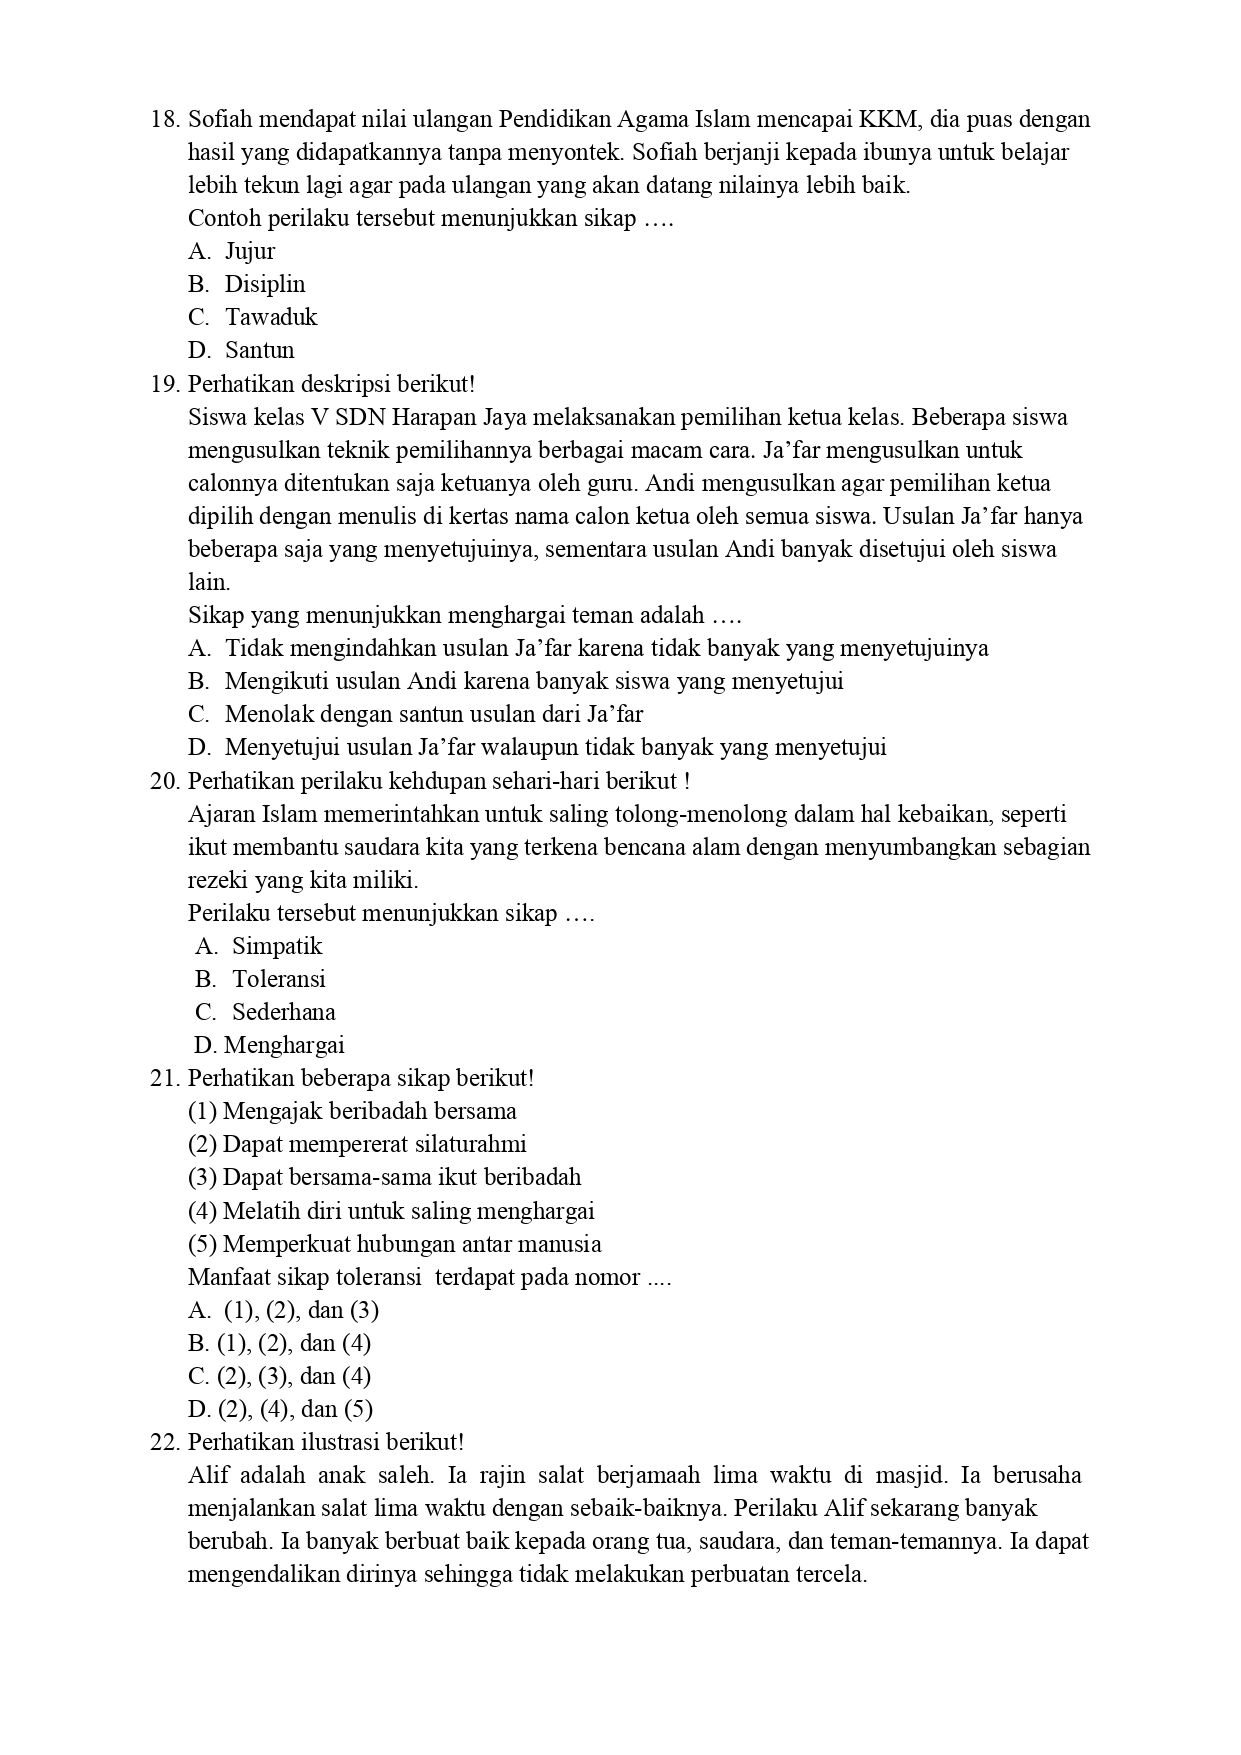 18. Sofiah mendapat nilai ulangan Pendidikan Agama Islam mencapai KKM, dia puas dengan
hasil yang didapatkannya tanpa menyontek. Sofiah berjanji kepada ibunya untuk belajar
lebih tekun lagi agar pada ulangan yang akan datang nilainya lebih baik.
Contoh perilaku tersebut menunjukkan sikap ….
A. Jujur
B. Disiplin
C. Tawaduk
D. Santun
19. Perhatikan deskripsi berikut!
Siswa kelas V SDN Harapan Jaya melaksanakan pemilihan ketua kelas. Beberapa siswa
mengusulkan teknik pemilihannya berbagai macam cara. Ja’far mengusulkan untuk
calonnya ditentukan saja ketuanya oleh guru. Andi mengusulkan agar pemilihan ketua
dipilih dengan menulis di kertas nama calon ketua oleh semua siswa. Usulan Ja’far hanya
beberapa saja yang menyetujuinya, sementara usulan Andi banyak disetujui oleh siswa
lain.
Sikap yang menunjukkan menghargai teman adalah ….
A. Tidak mengindahkan usulan Ja’far karena tidak banyak yang menyetujuinya
B. Mengikuti usulan Andi karena banyak siswa yang menyetujui
C. Menolak dengan santun usulan dari Ja’far
D. Menyetujui usulan Ja’far walaupun tidak banyak yang menyetujui
20. Perhatikan perilaku kehdupan sehari-hari berikut !
Ajaran Islam memerintahkan untuk saling tolong-menolong dalam hal kebaikan, seperti
ikut membantu saudara kita yang terkena bencana alam dengan menyumbangkan sebagian
rezeki yang kita miliki.
Perilaku tersebut menunjukkan sikap ….
A. Simpatik
B. Toleransi
C. Sederhana
D. Menghargai
21. Perhatikan beberapa sikap berikut!
(1) Mengajak beribadah bersama
(2) Dapat mempererat silaturahmi
(3) Dapat bersama-sama ikut beribadah
(4) Melatih diri untuk saling menghargai
(5) Memperkuat hubungan antar manusia
Manfaat sikap toleransi  terdapat pada nomor ....
A. (1), (2), dan (3)
B. (1), (2), dan (4)
C. (2), (3), dan (4)
D. (2), (4), dan (5)
22. Perhatikan ilustrasi berikut!
Alif adalah anak saleh. Ia rajin salat berjamaah lima waktu di masjid. Ia berusaha
menjalankan salat lima waktu dengan sebaik-baiknya. Perilaku Alif sekarang banyak
berubah. Ia banyak berbuat baik kepada orang tua, saudara, dan teman-temannya. Ia dapat
mengendalikan dirinya sehingga tidak melakukan perbuatan tercela.